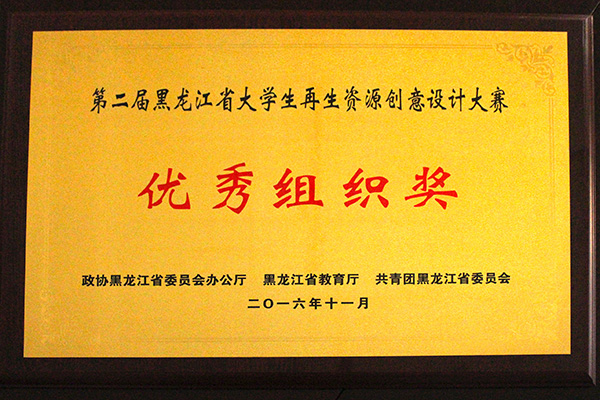 第二届黑龙江省大学生再生资源创意设计大赛
优秀组织奖
政协黑龙江省委员会办公厅 黑龙江省教育厅 共青团黑龙江省委员会
二〇一六年十一月